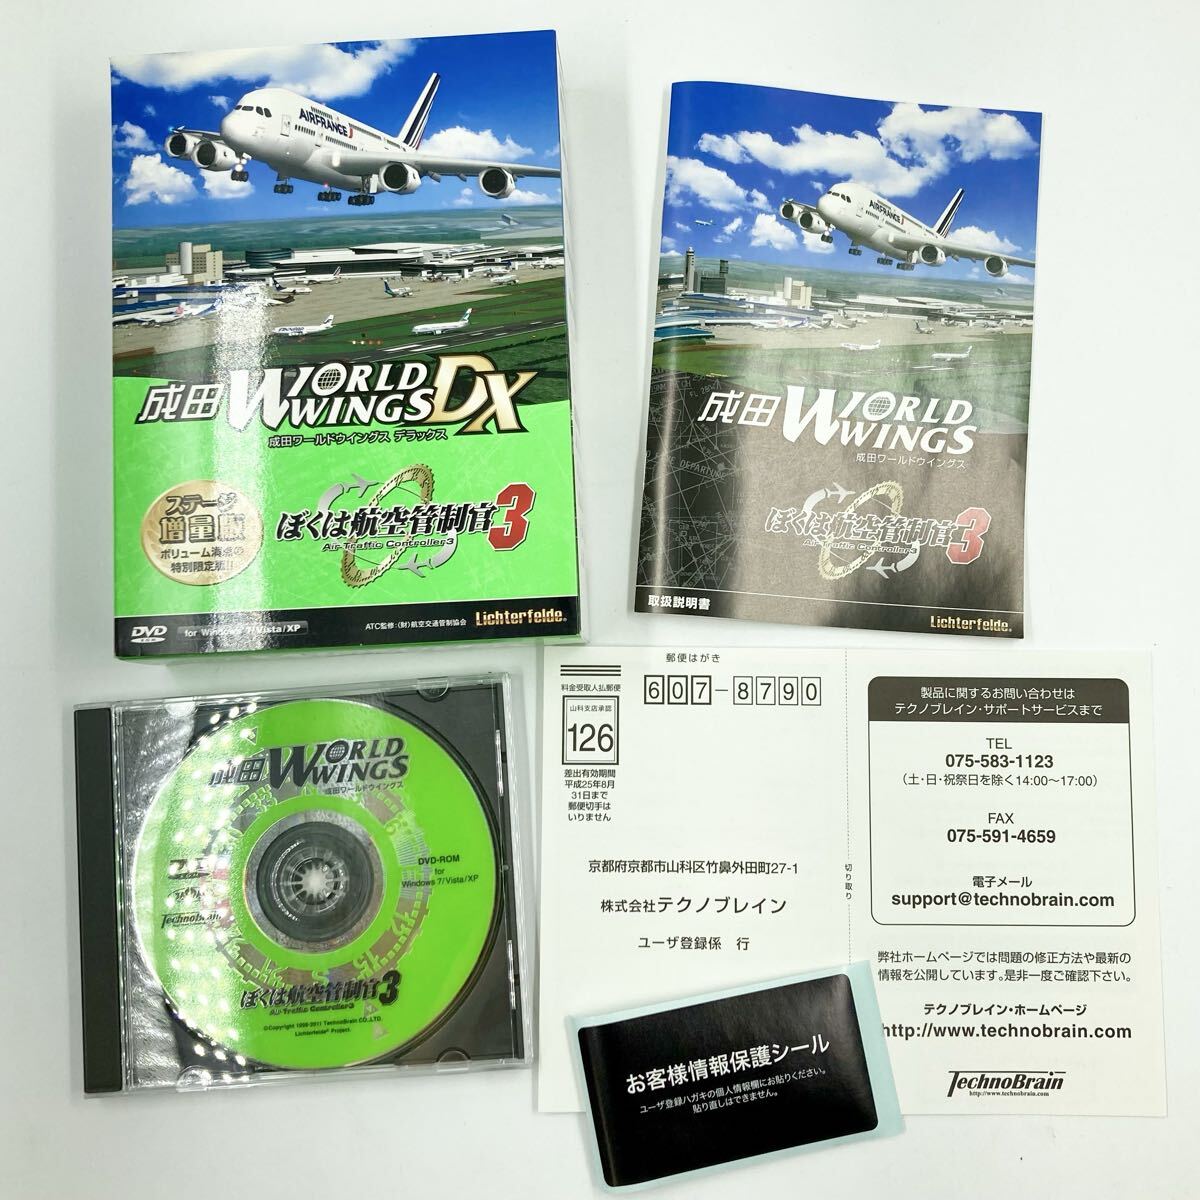 AIRFRANCE
成田 WORLD WINGS DX
成田ワールドウイングス デラックス
ステージ
増量版
ボリューム満点の
特別限定版!!
ぼくは航空管制官3
Air Traffic Controller3
DVD
for Windows 7/Vista/XP
ATC監修:(財)航空交通管制協会
Lichterfelde®
AIRFRANCE
成田 WORLD WINGS
成田ワールドウイングス
ぼくは航空管制官3
Air Traffic Controller3
取扱説明書
Lichterfelde®
成田 WORLD WINGS
成田ワールドウイングス
DVD-ROM
for
Windows 7/Vista/XP
TechnoBrain
ぼくは航空管制官3
Air Traffic Controller3
©Copyright 1998-2011 TechnoBrain CO.,LTD.
Lichterfelde® Project.
郵便はがき
607-8790
料金受取人払郵便
山科支店承認
126
差出有効期間
平成25年8月
31日まで
郵便切手は
いりません
京都府京都市山科区竹鼻外田町27-1
株式会社テクノブレイン
ユーザ登録係 行
切り取り
製品に関するお問い合わせは
テクノブレイン・サポートサービスまで
TEL
075-583-1123
(土・日・祝祭日を除く14:00〜17:00)
FAX
075-591-4659
電子メール
support@technobrain.com
弊社ホームページでは問題の修正方法や最新の
情報を公開しています。是非一度ご確認下さい。
テクノブレイン・ホームページ
http://www.technobrain.com
TechnoBrain
http://www.technobrain.com
お客様情報保護シール
ユーザ登録ハガキの個人情報欄にお貼りください。
貼り直しはできません。